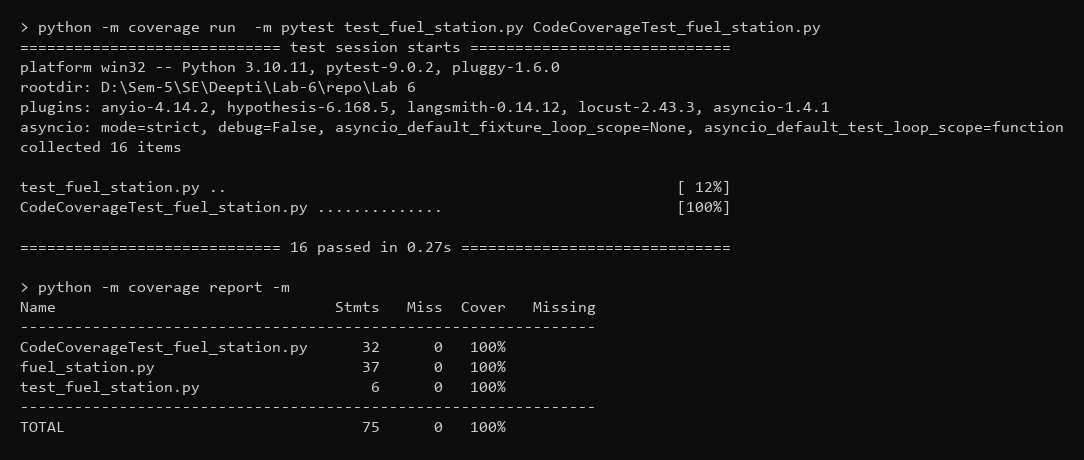 > python -m coverage run  -m pytest test_fuel_station.py CodeCoverageTest_fuel_station.py
============================= test session starts =============================
platform win32 -- Python 3.10.11, pytest-9.0.2, pluggy-1.6.0
rootdir: D:\Sem-5\SE\Deepti\Lab-6\repo\Lab 6
plugins: anyio-4.14.2, hypothesis-6.168.5, langsmith-0.14.12, locust-2.43.3, asyncio-1.4.1
asyncio: mode=strict, debug=False, asyncio_default_fixture_loop_scope=None, asyncio_default_test_loop_scope=function
collected 16 items

test_fuel_station.py ..                                                  [ 12%]
CodeCoverageTest_fuel_station.py ..............                          [100%]

============================= 16 passed in 0.27s ==============================

> python -m coverage report -m
Name                               Stmts   Miss  Cover   Missing
----------------------------------------------------------------
CodeCoverageTest_fuel_station.py      32      0   100%
fuel_station.py                       37      0   100%
test_fuel_station.py                   6      0   100%
----------------------------------------------------------------
TOTAL                                 75      0   100%